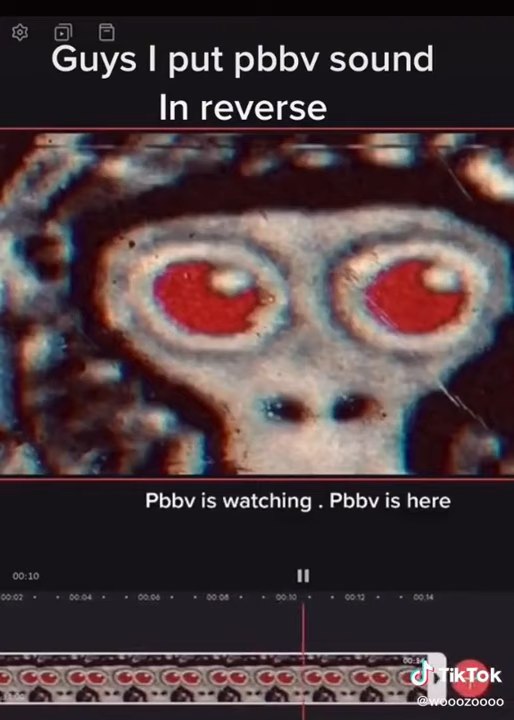 Guys I put pbbv sound
In reverse
Pbbv is watching . Pbbv is here
00:10
00:02 00:04 00:06 00:08 00:10 00:12 00:14
TikTok
@wooozoooo